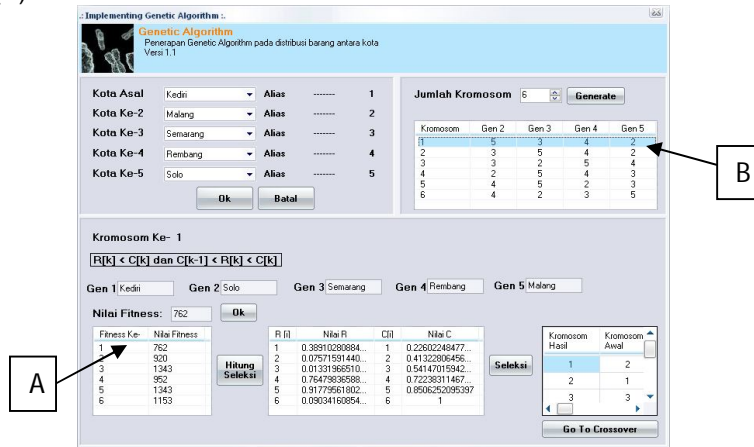 .: Implementing Genetic Algorithm :.
Genetic Algorithm
Penerapan Genetic Algorithm pada distribusi barang antara kota
Versi 1.1
Kota Asal Kediri Alias ------- 1
Kota Ke-2 Malang Alias ------- 2
Kota Ke-3 Semarang Alias ------- 3
Kota Ke-4 Rembang Alias ------- 4
Kota Ke-5 Solo Alias ------- 5
Ok Batal
Jumlah Kromosom 6 Generate
Kromosom Gen 2 Gen 3 Gen 4 Gen 5
1 5 3 4 2
2 3 5 4 2
3 3 2 5 4
4 2 5 4 3
5 4 5 2 3
6 4 2 3 5
B
Kromosom Ke- 1
R[k] < C[k] dan C[k-1] < R[k] < C[k]
Gen 1 Kediri Gen 2 Solo Gen 3 Semarang Gen 4 Rembang Gen 5 Malang
Nilai Fitness: 762 Ok
Fitness Ke- Nilai Fitness
1 762
2 920
3 1343
4 952
5 1343
6 1153
A
Hitung
Seleksi
R [i] Nilai R C[i] Nilai C
1 0.38910280884... 1 0.22602248477...
2 0.07571591440... 2 0.41322806456...
3 0.01331966510... 3 0.54147015942...
4 0.76479836588... 4 0.72238311467...
5 0.91779561802... 5 0.8506252095397
6 0.09034160854... 6 1
Seleksi
Kromosom Hasil Kromosom Awal
1 2
2 1
3 3
Go To Crossover